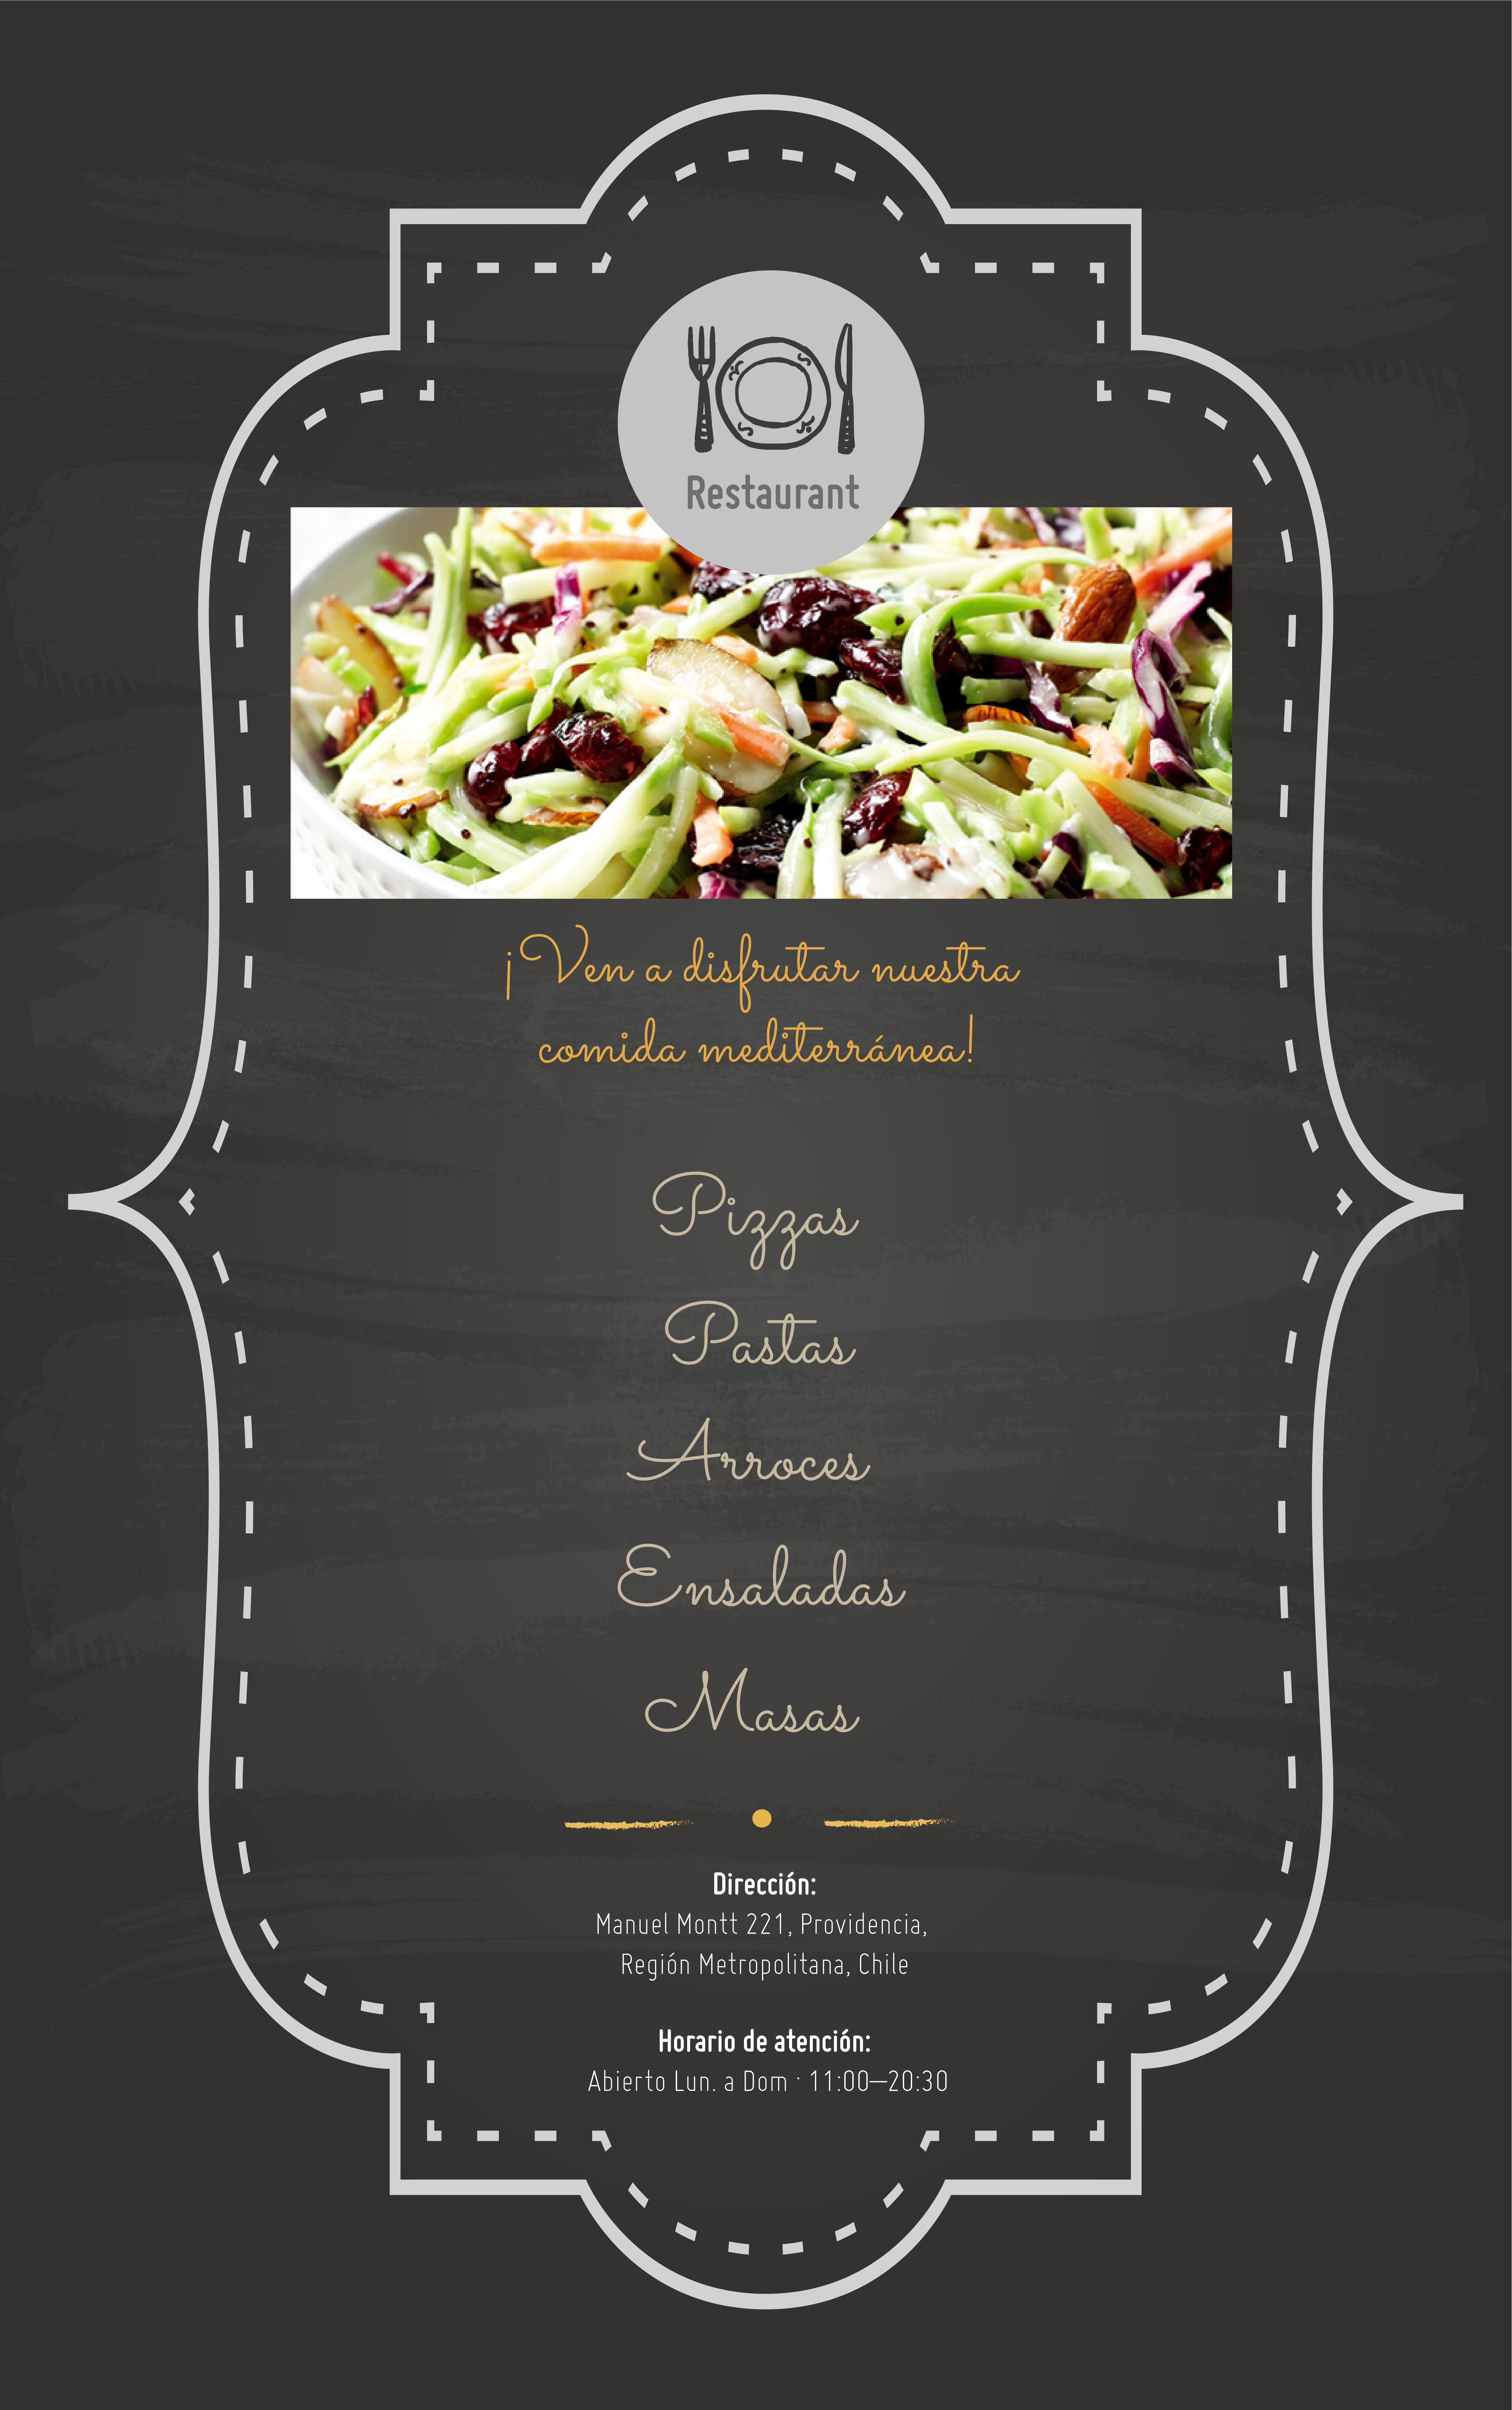 Restaurant
¡Ven a disfrutar nuestra
comida mediterránea!
Pizzas
Pastas
Arroces
Ensaladas
Masas
Dirección:
Manuel Montt 221, Providencia,
Región Metropolitana, Chile
Horario de atención:
Abierto Lun. a Dom · 11:00—20:30